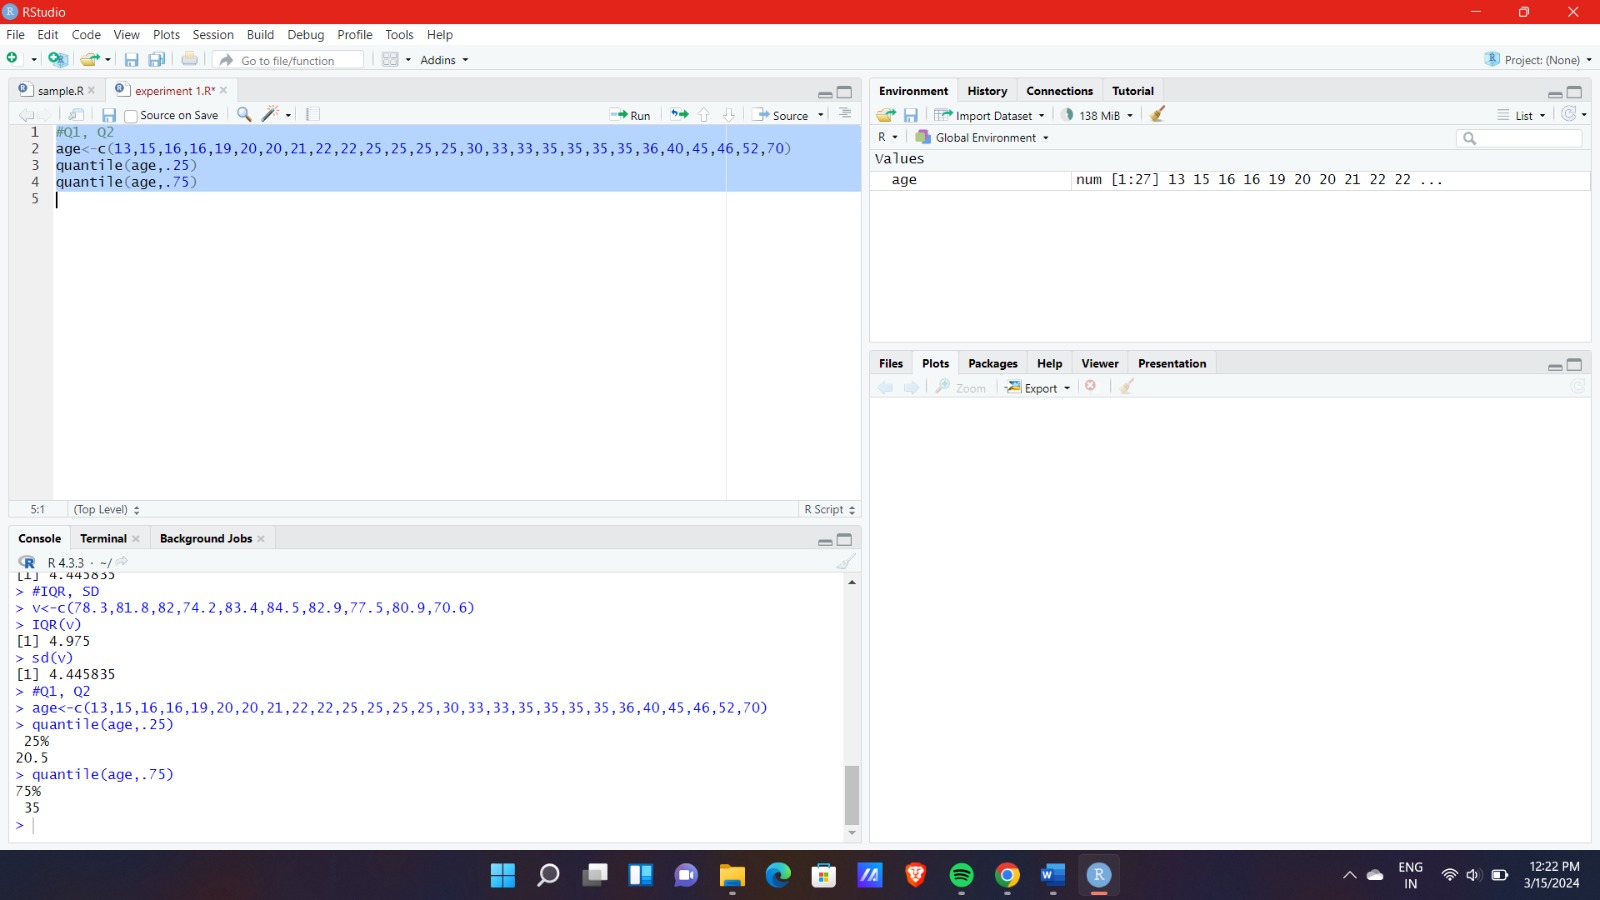 RStudio
File Edit Code View Plots Session Build Debug Profile Tools Help
Go to file/function Addins Project: (None)
sample.R experiment 1.R*
Source on Save Run Source
1 #Q1, Q2
2 age<-c(13,15,16,16,19,20,20,21,22,22,25,25,25,25,30,33,33,35,35,35,35,36,40,45,46,52,70)
3 quantile(age,.25)
4 quantile(age,.75)
5
5:1 (Top Level) R Script
Console Terminal Background Jobs
R 4.3.3 · ~/
[1] 4.445835
> #IQR, SD
> v<-c(78.3,81.8,82,74.2,83.4,84.5,82.9,77.5,80.9,70.6)
> IQR(v)
[1] 4.975
> sd(v)
[1] 4.445835
> #Q1, Q2
> age<-c(13,15,16,16,19,20,20,21,22,22,25,25,25,25,30,33,33,35,35,35,35,36,40,45,46,52,70)
> quantile(age,.25)
25%
20.5
> quantile(age,.75)
75%
35
>
Environment History Connections Tutorial
Import Dataset 138 MiB List
R Global Environment
Values
age num [1:27] 13 15 16 16 19 20 20 21 22 22 ...
Files Plots Packages Help Viewer Presentation
Zoom Export
ENG
IN
12:22 PM
3/15/2024